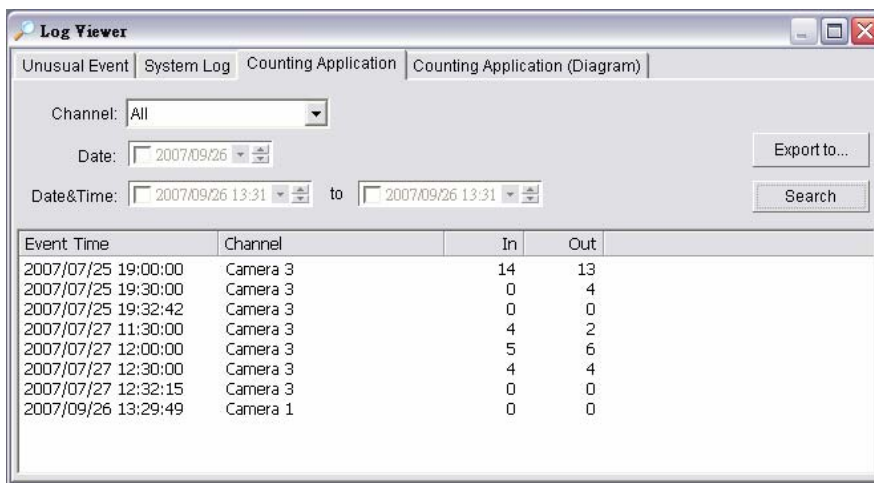 Log Viewer
Unusual Event System Log Counting Application Counting Application (Diagram)
Channel: All
Date: 2007/09/26
Export to...
Date&Time: 2007/09/26 13:31 to 2007/09/26 13:31
Search
Event Time Channel In Out
2007/07/25 19:00:00 Camera 3 14 13
2007/07/25 19:30:00 Camera 3 0 4
2007/07/25 19:32:42 Camera 3 0 0
2007/07/27 11:30:00 Camera 3 4 2
2007/07/27 12:00:00 Camera 3 5 6
2007/07/27 12:30:00 Camera 3 4 4
2007/07/27 12:32:15 Camera 3 0 0
2007/09/26 13:29:49 Camera 1 0 0